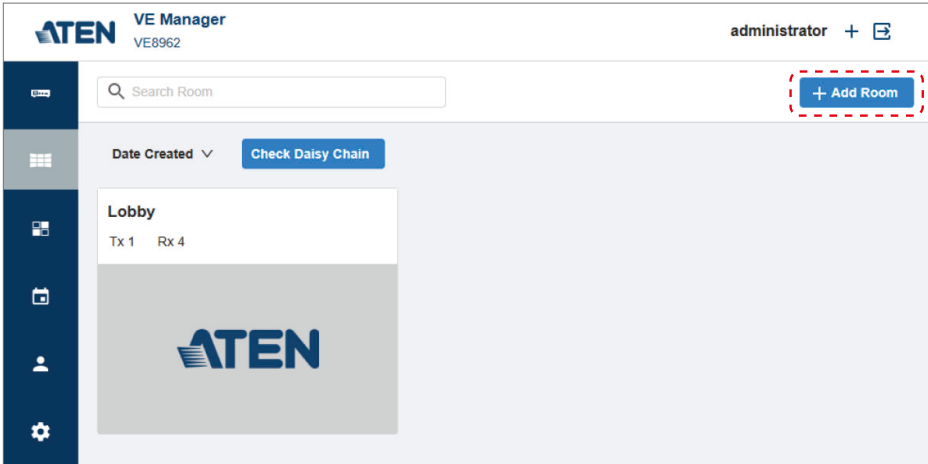 ATEN
VE Manager
VE8962
administrator
Search Room
Add Room
Date Created
Check Daisy Chain
Lobby
Tx 1 Rx 4
ATEN